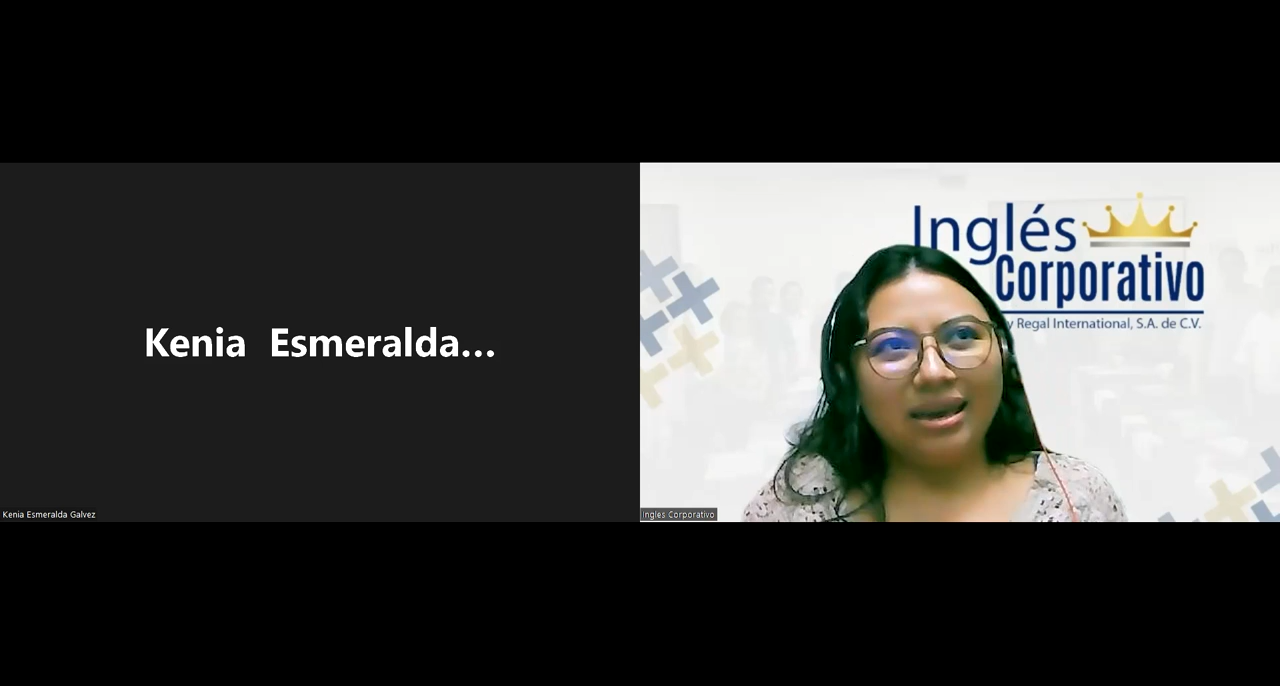 Kenia Esmeralda...
Kenia Esmeralda Galvez
Inglés
Corporativo
y Regal International, S.A. de C.V.
Ingles Corporativo